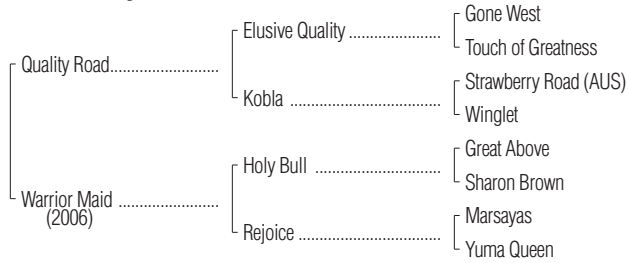 Gone West
Elusive Quality ....................
Touch of Greatness
Quality Road........................
Strawberry Road (AUS)
Kobla .................................
Winglet
Great Above
Holy Bull ...........................
Sharon Brown
Warrior Maid ......................
(2006)
Marsayas
Rejoice ...............................
Yuma Queen